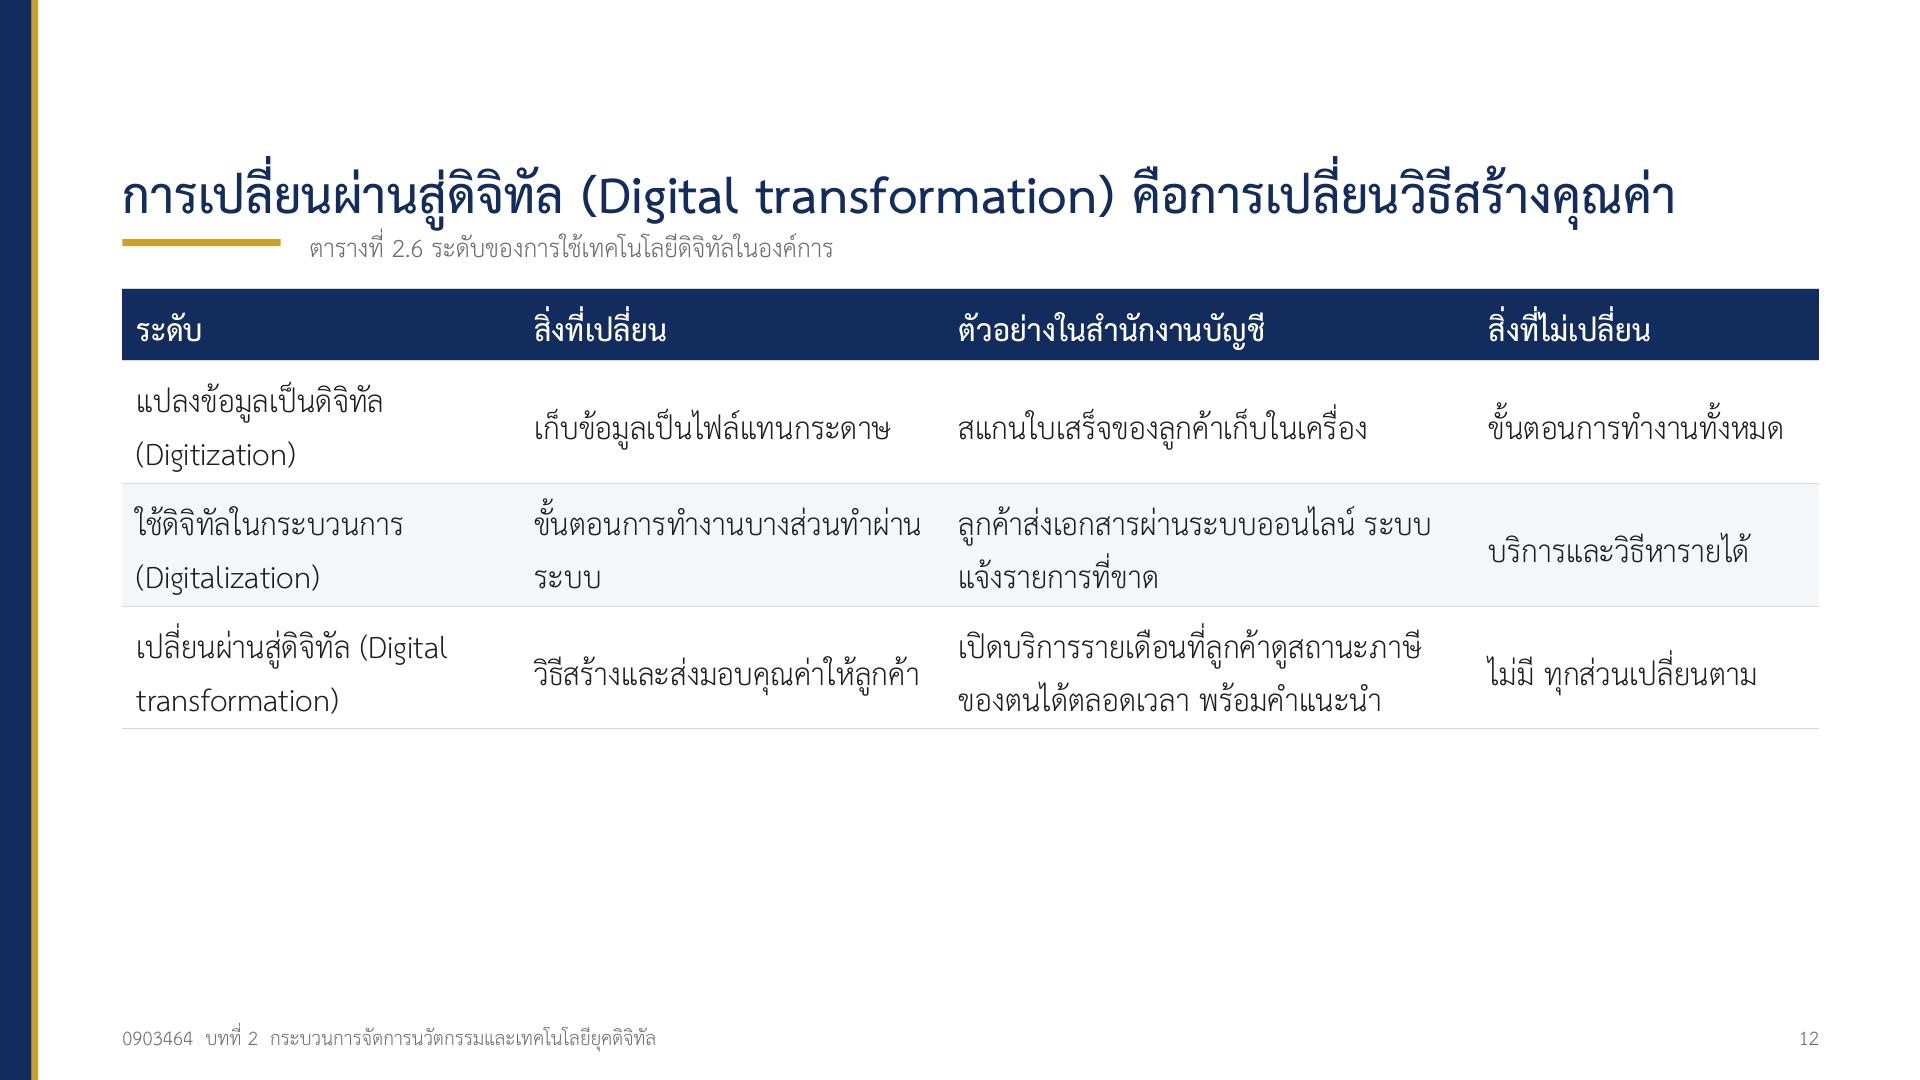 การเปลี่ยนผ่านสู่ดิจิทัล (Digital transformation) คือการเปลี่ยนวิธีสร้างคุณค่า
ตารางที่ 2.6 ระดับของการใช้เทคโนโลยีดิจิทัลในองค์การ
ระดับ สิ่งที่เปลี่ยน ตัวอย่างในสำนักงานบัญชี สิ่งที่ไม่เปลี่ยน
แปลงข้อมูลเป็นดิจิทัล
(Digitization)
เก็บข้อมูลเป็นไฟล์แทนกระดาษ
สแกนใบเสร็จของลูกค้าเก็บในเครื่อง
ขั้นตอนการทำงานทั้งหมด
ใช้ดิจิทัลในกระบวนการ
(Digitalization)
ขั้นตอนการทำงานบางส่วนทำผ่าน
ระบบ
ลูกค้าส่งเอกสารผ่านระบบออนไลน์ ระบบ
แจ้งรายการที่ขาด
บริการและวิธีหารายได้
เปลี่ยนผ่านสู่ดิจิทัล (Digital
transformation)
วิธีสร้างและส่งมอบคุณค่าให้ลูกค้า
เปิดบริการรายเดือนที่ลูกค้าดูสถานะภาษี
ของตนได้ตลอดเวลา พร้อมคำแนะนำ
ไม่มี ทุกส่วนเปลี่ยนตาม
0903464 บทที่ 2 กระบวนการจัดการนวัตกรรมและเทคโนโลยียุคดิจิทัล
12